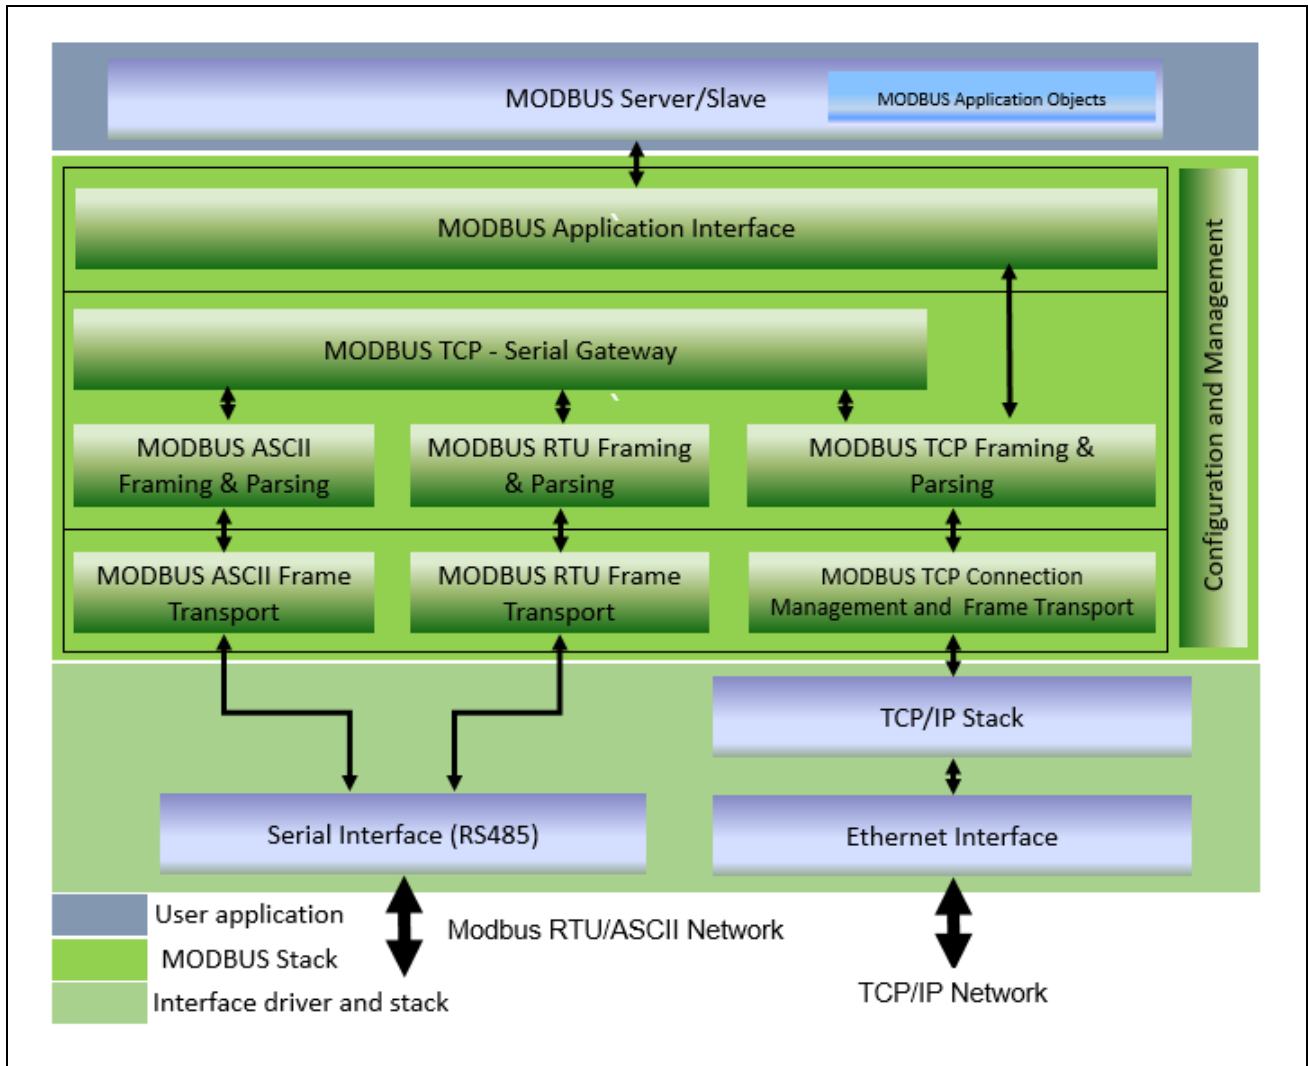 MODBUS Server/Slave
MODBUS Application Objects
MODBUS Application Interface
Configuration and Management
MODBUS TCP - Serial Gateway
MODBUS ASCII
Framing & Parsing
MODBUS RTU Framing
& Parsing
MODBUS TCP Framing &
Parsing
MODBUS ASCII Frame
Transport
MODBUS RTU Frame
Transport
MODBUS TCP Connection
Management and Frame Transport
TCP/IP Stack
Serial Interface (RS485)
Ethernet Interface
User application
MODBUS Stack
Interface driver and stack
Modbus RTU/ASCII Network
TCP/IP Network